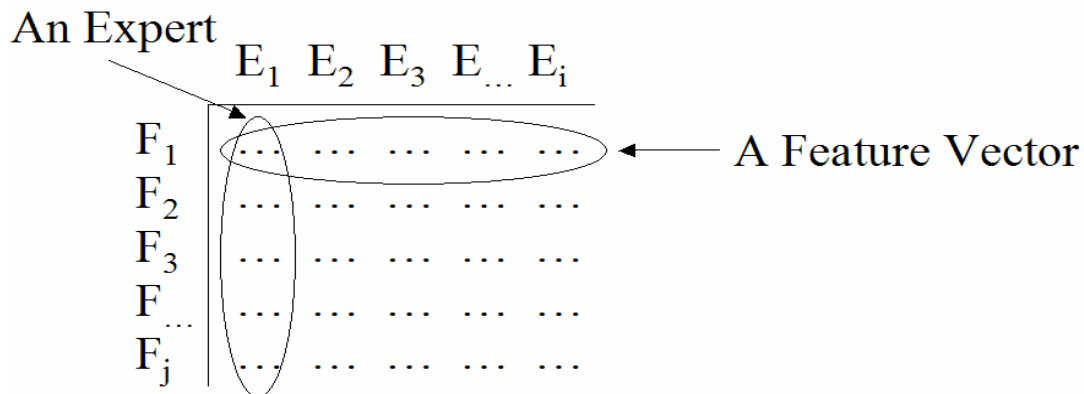 An Expert
E₁ E₂ E₃ E... Eᵢ
F₁ ... ... ... ... ... A Feature Vector
F₂ ... ... ... ... ...
F₃ ... ... ... ... ...
F... ... ... ... ... ...
Fⱼ ... ... ... ... ...